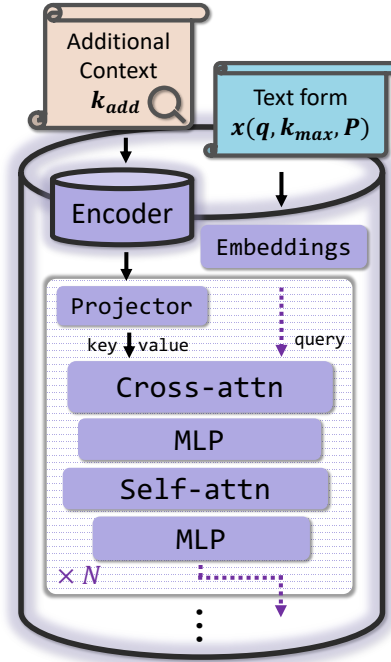 Additional
Context
k_add
Text form
x(q, k_max, P)
Encoder
Embeddings
Projector
key value
query
Cross-attn
MLP
Self-attn
MLP
× N
⋮